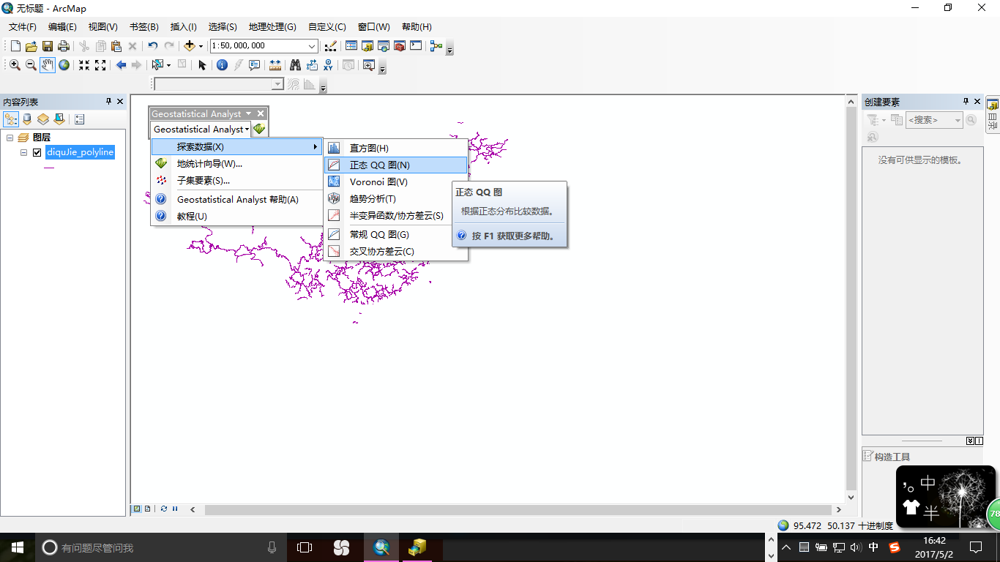 无标题 - ArcMap
文件(F) 编辑(E) 视图(V) 书签(B) 插入(I) 选择(S) 地理处理(G) 自定义(C) 窗口(W) 帮助(H)
1:50,000,000
内容列表
图层
diquJie_polyline
Geostatistical Analyst
Geostatistical Analyst
探索数据(X)
地统计向导(W)...
子集要素(S)...
Geostatistical Analyst 帮助(A)
教程(U)
直方图(H)
正态 QQ 图(N)
Voronoi 图(V)
趋势分析(T)
半变异函数/协方差云(S)
常规 QQ 图(G)
交叉协方差云(C)
正态 QQ 图
根据正态分布比较数据。
按 F1 获取更多帮助。
创建要素
<搜索>
没有可供显示的模板。
构造工具
中
半
78
95.472 50.137 十进制度
有问题尽管问我
中
16:42
2017/5/2